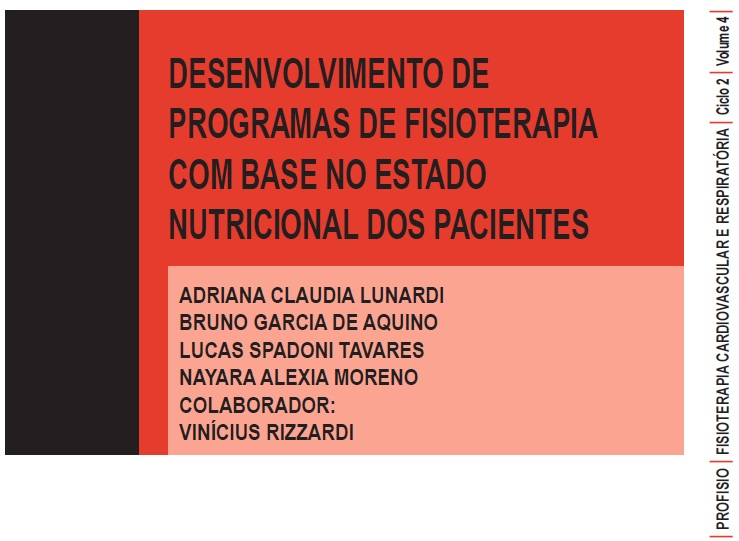 DESENVOLVIMENTO DE
PROGRAMAS DE FISIOTERAPIA
COM BASE NO ESTADO
NUTRICIONAL DOS PACIENTES
ADRIANA CLAUDIA LUNARDI
BRUNO GARCIA DE AQUINO
LUCAS SPADONI TAVARES
NAYARA ALEXIA MORENO
COLABORADOR:
VINÍCIUS RIZZARDI
PROFISIO | FISIOTERAPIA CARDIOVASCULAR E RESPIRATÓRIA | Ciclo 2 | Volume 4